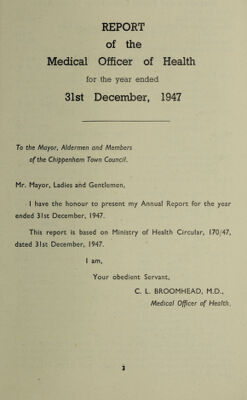 REPORT
of the
Medical Officer of Health
for the year ended
31st December, 1947
To the Mayor, Aldermen and Members
of the Chippenham Town Council.
Mr. Mayor, Ladies and Gentlemen,
I have the honour to present my Annual Report for the year
ended 31st December, 1947.
This report is based on Ministry of Health Circular, 170/47,
dated 31st December, 1947.
I am,
Your obedient Servant,
C. L. BROOMHEAD, M.D.,
Medical Officer of Health.
3